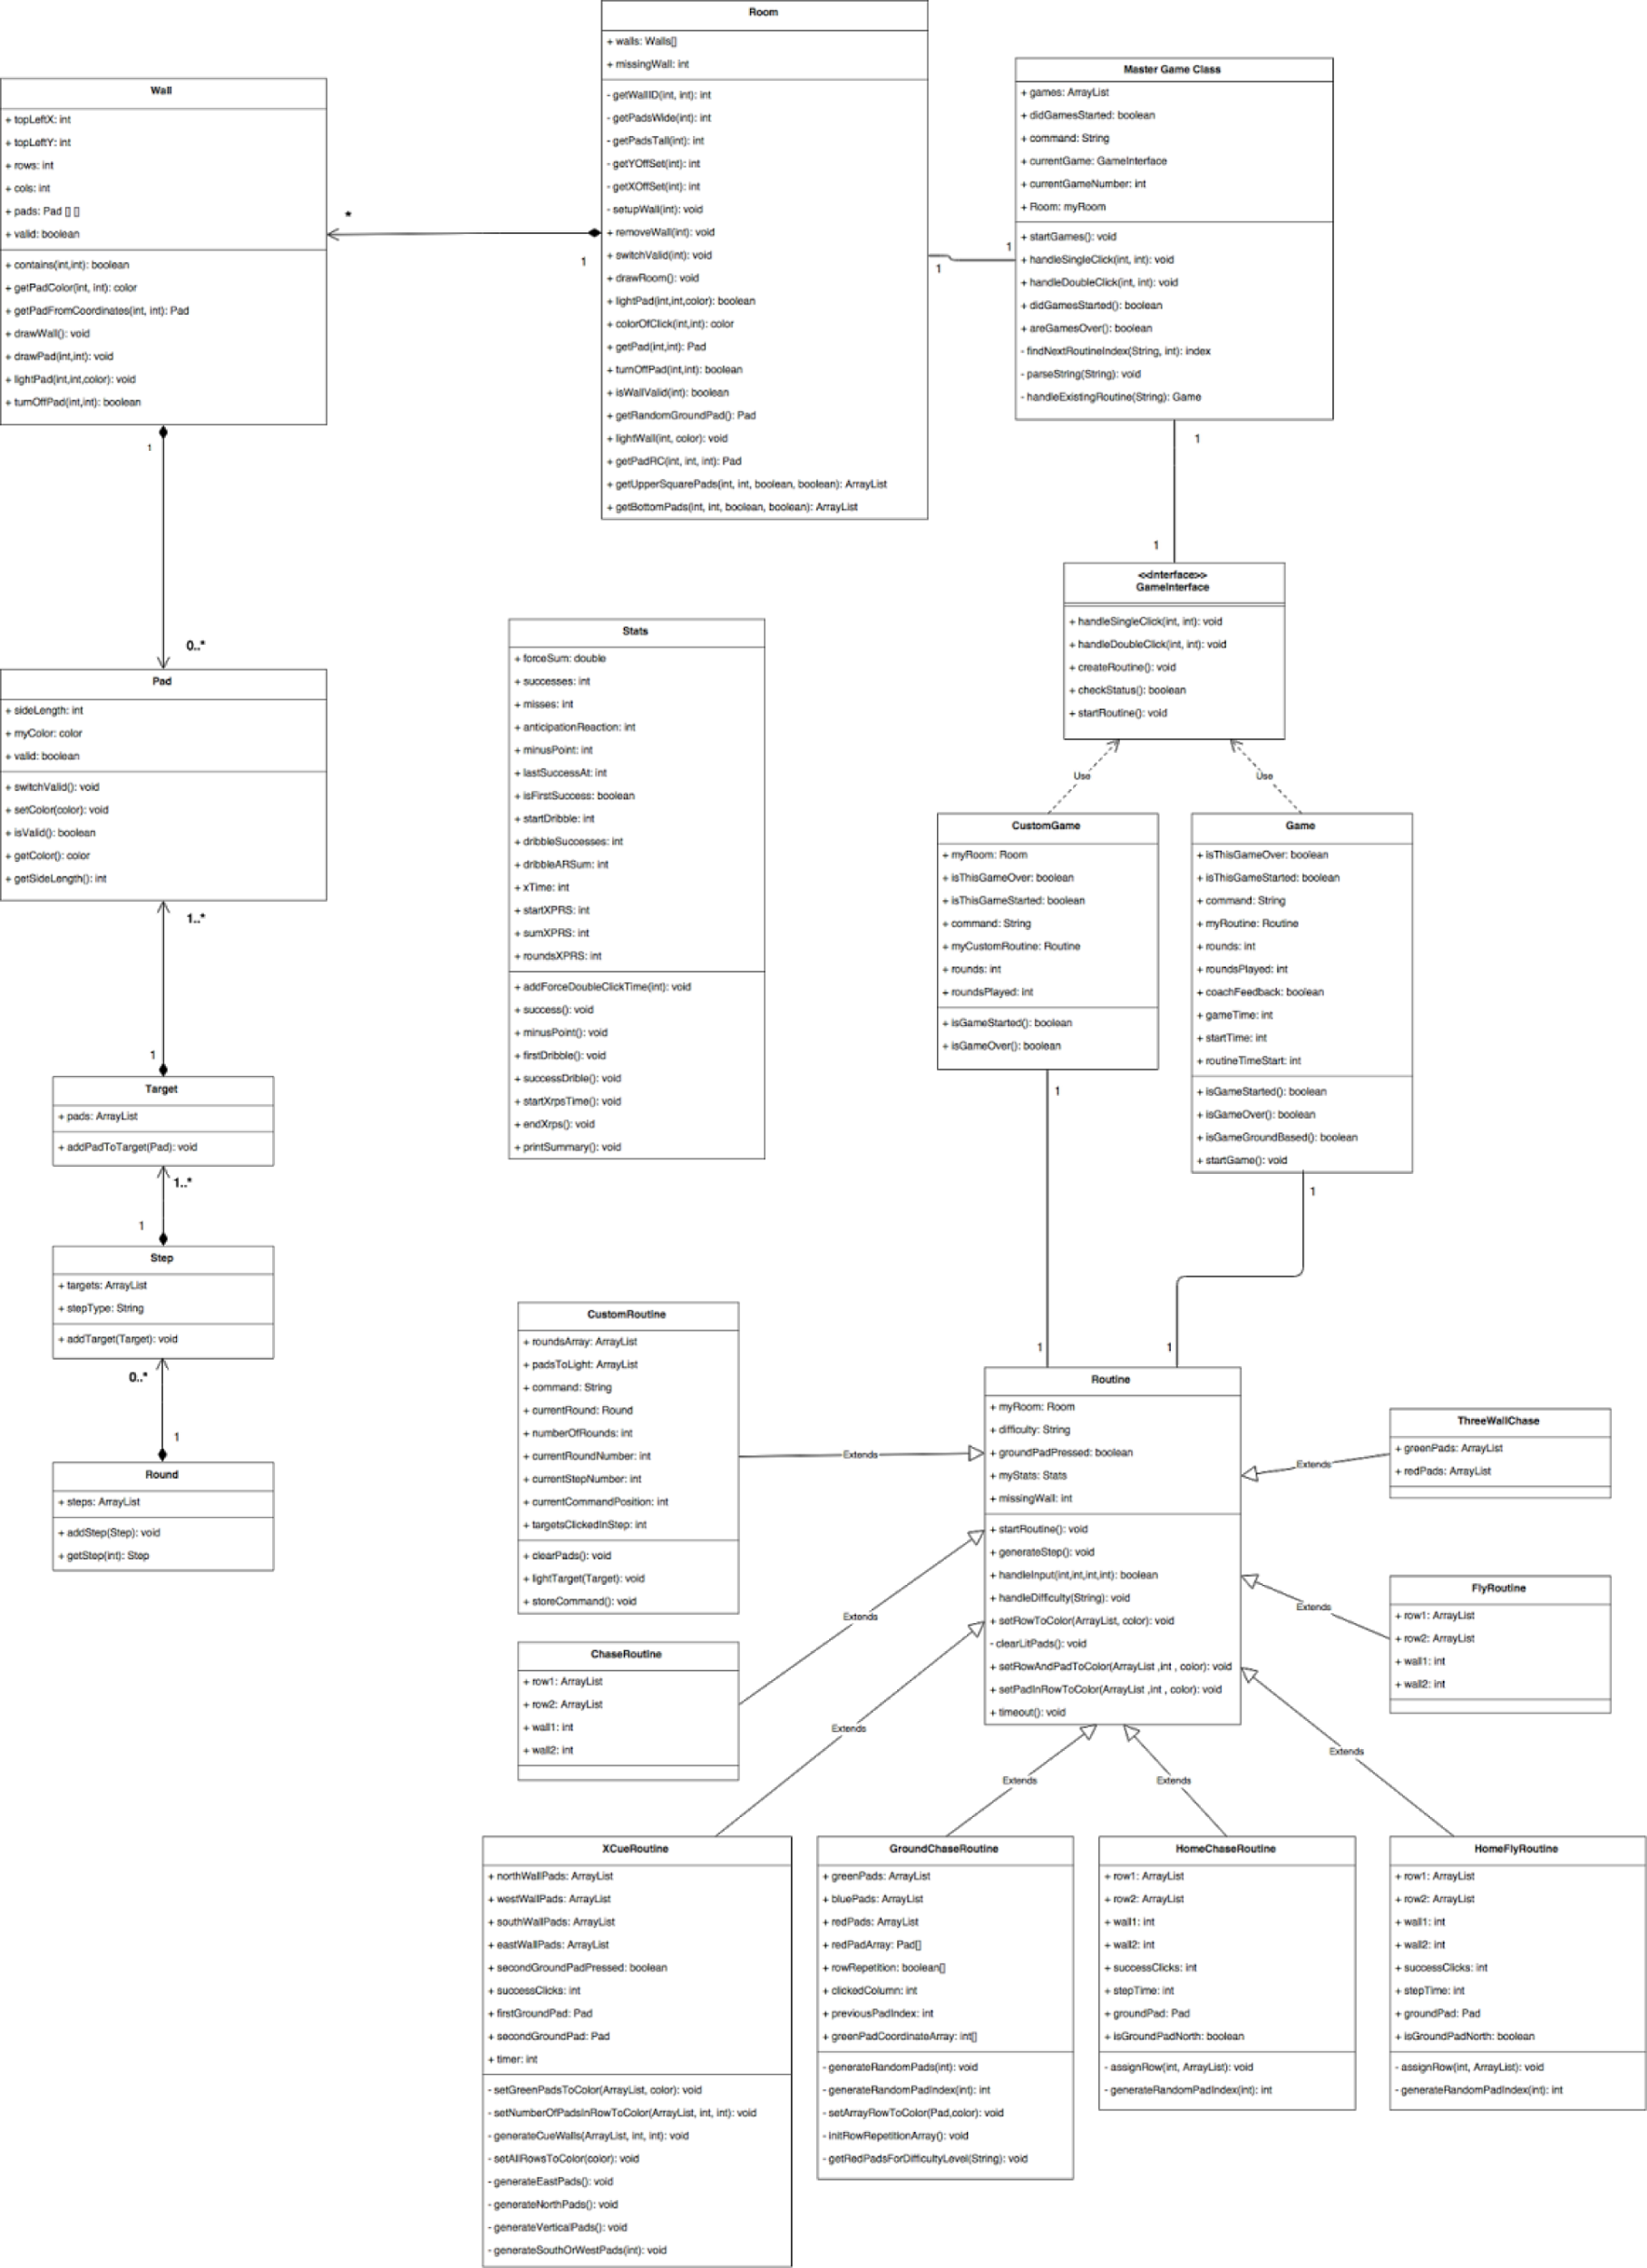 Room
+ walls: Walls[]
+ missingWall: int
- getWallID(int, int): int
- getPadsWide(int): int
- getPadsTall(int): int
- getYOffSet(int): int
- getXOffSet(int): int
- setupWall(int): void
+ removeWall(int): void
+ switchValid(int): void
+ drawRoom(): void
+ lightPad(int,int,color): boolean
+ colorOfClick(int,int): color
+ getPad(int,int): Pad
+ turnOffPad(int,int): boolean
+ isWallValid(int): boolean
+ getRandomGroundPad(): Pad
+ lightWall(int, color): void
+ getPadRC(int, int, int): Pad
+ getUpperSquarePads(int, int, boolean, boolean): ArrayList
+ getBottomPads(int, int, boolean, boolean): ArrayList
Master Game Class
+ games: ArrayList
+ didGamesStarted: boolean
+ command: String
+ currentGame: GameInterface
+ currentGameNumber: int
+ Room: myRoom
+ startGames(): void
+ handleSingleClick(int, int): void
+ handleDoubleClick(int, int): void
+ didGamesStarted(): boolean
+ areGamesOver(): boolean
- findNextRoutineIndex(String, int): index
- parseString(String): void
- handleExistingRoutine(String): Game
Wall
+ topLeftX: int
+ topLeftY: int
+ rows: int
+ cols: int
+ pads: Pad [] []
+ valid: boolean
+ contains(int,int): boolean
+ getPadColor(int, int): color
+ getPadFromCoordinates(int, int): Pad
+ drawWall(): void
+ drawPad(int,int): void
+ lightPad(int,int,color): void
+ turnOffPad(int,int): boolean
*
1
1
1
1
1
<<interface>>
GameInterface
+ handleSingleClick(int, int): void
+ handleDoubleClick(int, int): void
+ createRoutine(): void
+ checkStatus(): boolean
+ startRoutine(): void
Use
Use
1
0..*
Pad
+ sideLength: int
+ myColor: color
+ valid: boolean
+ switchValid(): void
+ setColor(color): void
+ isValid(): boolean
+ getColor(): color
+ getSideLength(): int
1..*
1
Target
+ pads: ArrayList
+ addPadToTarget(Pad): void
1..*
1
Step
+ targets: ArrayList
+ stepType: String
+ addTarget(Target): void
0..*
1
Round
+ steps: ArrayList
+ addStep(Step): void
+ getStep(int): Step
Stats
+ forceSum: double
+ successes: int
+ misses: int
+ anticipationReaction: int
+ minusPoint: int
+ lastSuccessAt: int
+ isFirstSuccess: boolean
+ startDribble: int
+ dribbleSuccesses: int
+ dribbleARSum: int
+ xTime: int
+ startXPRS: int
+ sumXPRS: int
+ roundsXPRS: int
+ addForceDoubleClickTime(int): void
+ success(): void
+ minusPoint(): void
+ firstDribble(): void
+ successDrible(): void
+ startXrpsTime(): void
+ endXrps(): void
+ printSummary(): void
CustomGame
+ myRoom: Room
+ isThisGameOver: boolean
+ isThisGameStarted: boolean
+ command: String
+ myCustomRoutine: Routine
+ rounds: int
+ roundsPlayed: int
+ isGameStarted(): boolean
+ isGameOver(): boolean
Game
+ isThisGameOver: boolean
+ isThisGameStarted: boolean
+ command: String
+ myRoutine: Routine
+ rounds: int
+ roundsPlayed: int
+ coachFeedback: boolean
+ gameTime: int
+ startTime: int
+ routineTimeStart: int
+ isGameStarted(): boolean
+ isGameOver(): boolean
+ isGameGroundBased(): boolean
+ startGame(): void
1
1
1
1
CustomRoutine
+ roundsArray: ArrayList
+ padsToLight: ArrayList
+ command: String
+ currentRound: Round
+ numberOfRounds: int
+ currentRoundNumber: int
+ currentStepNumber: int
+ currentCommandPosition: int
+ targetsClickedInStep: int
+ clearPads(): void
+ lightTarget(Target): void
+ storeCommand(): void
Extends
Routine
+ myRoom: Room
+ difficulty: String
+ groundPadPressed: boolean
+ myStats: Stats
+ missingWall: int
+ startRoutine(): void
+ generateStep(): void
+ handleInput(int,int,int,int): boolean
+ handleDifficulty(String): void
+ setRowToColor(ArrayList, color): void
- clearLitPads(): void
+ setRowAndPadToColor(ArrayList ,int , color): void
+ setPadInRowToColor(ArrayList ,int , color): void
+ timeout(): void
ThreeWallChase
+ greenPads: ArrayList
+ redPads: ArrayList
Extends
FlyRoutine
+ row1: ArrayList
+ row2: ArrayList
+ wall1: int
+ wall2: int
Extends
ChaseRoutine
+ row1: ArrayList
+ row2: ArrayList
+ wall1: int
+ wall2: int
Extends
Extends
Extends
Extends
Extends
XCueRoutine
+ northWallPads: ArrayList
+ westWallPads: ArrayList
+ southWallPads: ArrayList
+ eastWallPads: ArrayList
+ secondGroundPadPressed: boolean
+ successClicks: int
+ firstGroundPad: Pad
+ secondGroundPad: Pad
+ timer: int
- setGreenPadsToColor(ArrayList, color): void
- setNumberOfPadsInRowToColor(ArrayList, int, int): void
- generateCueWalls(ArrayList, int, int): void
- setAllRowsToColor(color): void
- generateEastPads(): void
- generateNorthPads(): void
- generateVerticalPads(): void
- generateSouthOrWestPads(int): void
GroundChaseRoutine
+ greenPads: ArrayList
+ bluePads: ArrayList
+ redPads: ArrayList
+ redPadArray: Pad[]
+ rowRepetition: boolean[]
+ clickedColumn: int
+ previousPadIndex: int
+ greenPadCoordinateArray: int[]
- generateRandomPads(int): void
- generateRandomPadIndex(int): int
- setArrayRowToColor(Pad,color): void
- initRowRepetitionArray(): void
- getRedPadsForDifficultyLevel(String): void
HomeChaseRoutine
+ row1: ArrayList
+ row2: ArrayList
+ wall1: int
+ wall2: int
+ successClicks: int
+ stepTime: int
+ groundPad: Pad
+ isGroundPadNorth: boolean
- assignRow(int, ArrayList): void
- generateRandomPadIndex(int): int
HomeFlyRoutine
+ row1: ArrayList
+ row2: ArrayList
+ wall1: int
+ wall2: int
+ successClicks: int
+ stepTime: int
+ groundPad: Pad
+ isGroundPadNorth: boolean
- assignRow(int, ArrayList): void
- generateRandomPadIndex(int): int